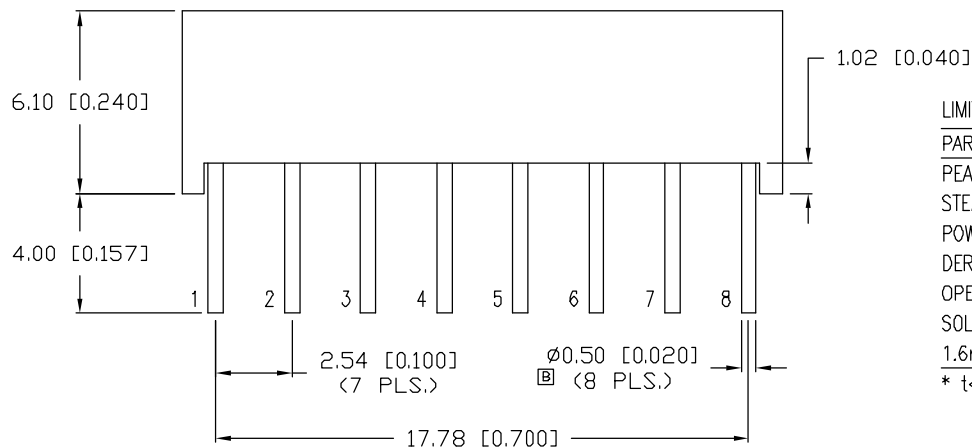 1.02 [0.040]
6.10 [0.240]
4.00 [0.157]
1 2 3 4 5 6 7 8
2.54 [0.100]
(7 PLS.)
Ø0.50 [0.020]
B (8 PLS.)
17.78 [0.700]
LIMI
PAR
PEA
STE
POW
DER
OPE
SOL
1.6
* t<